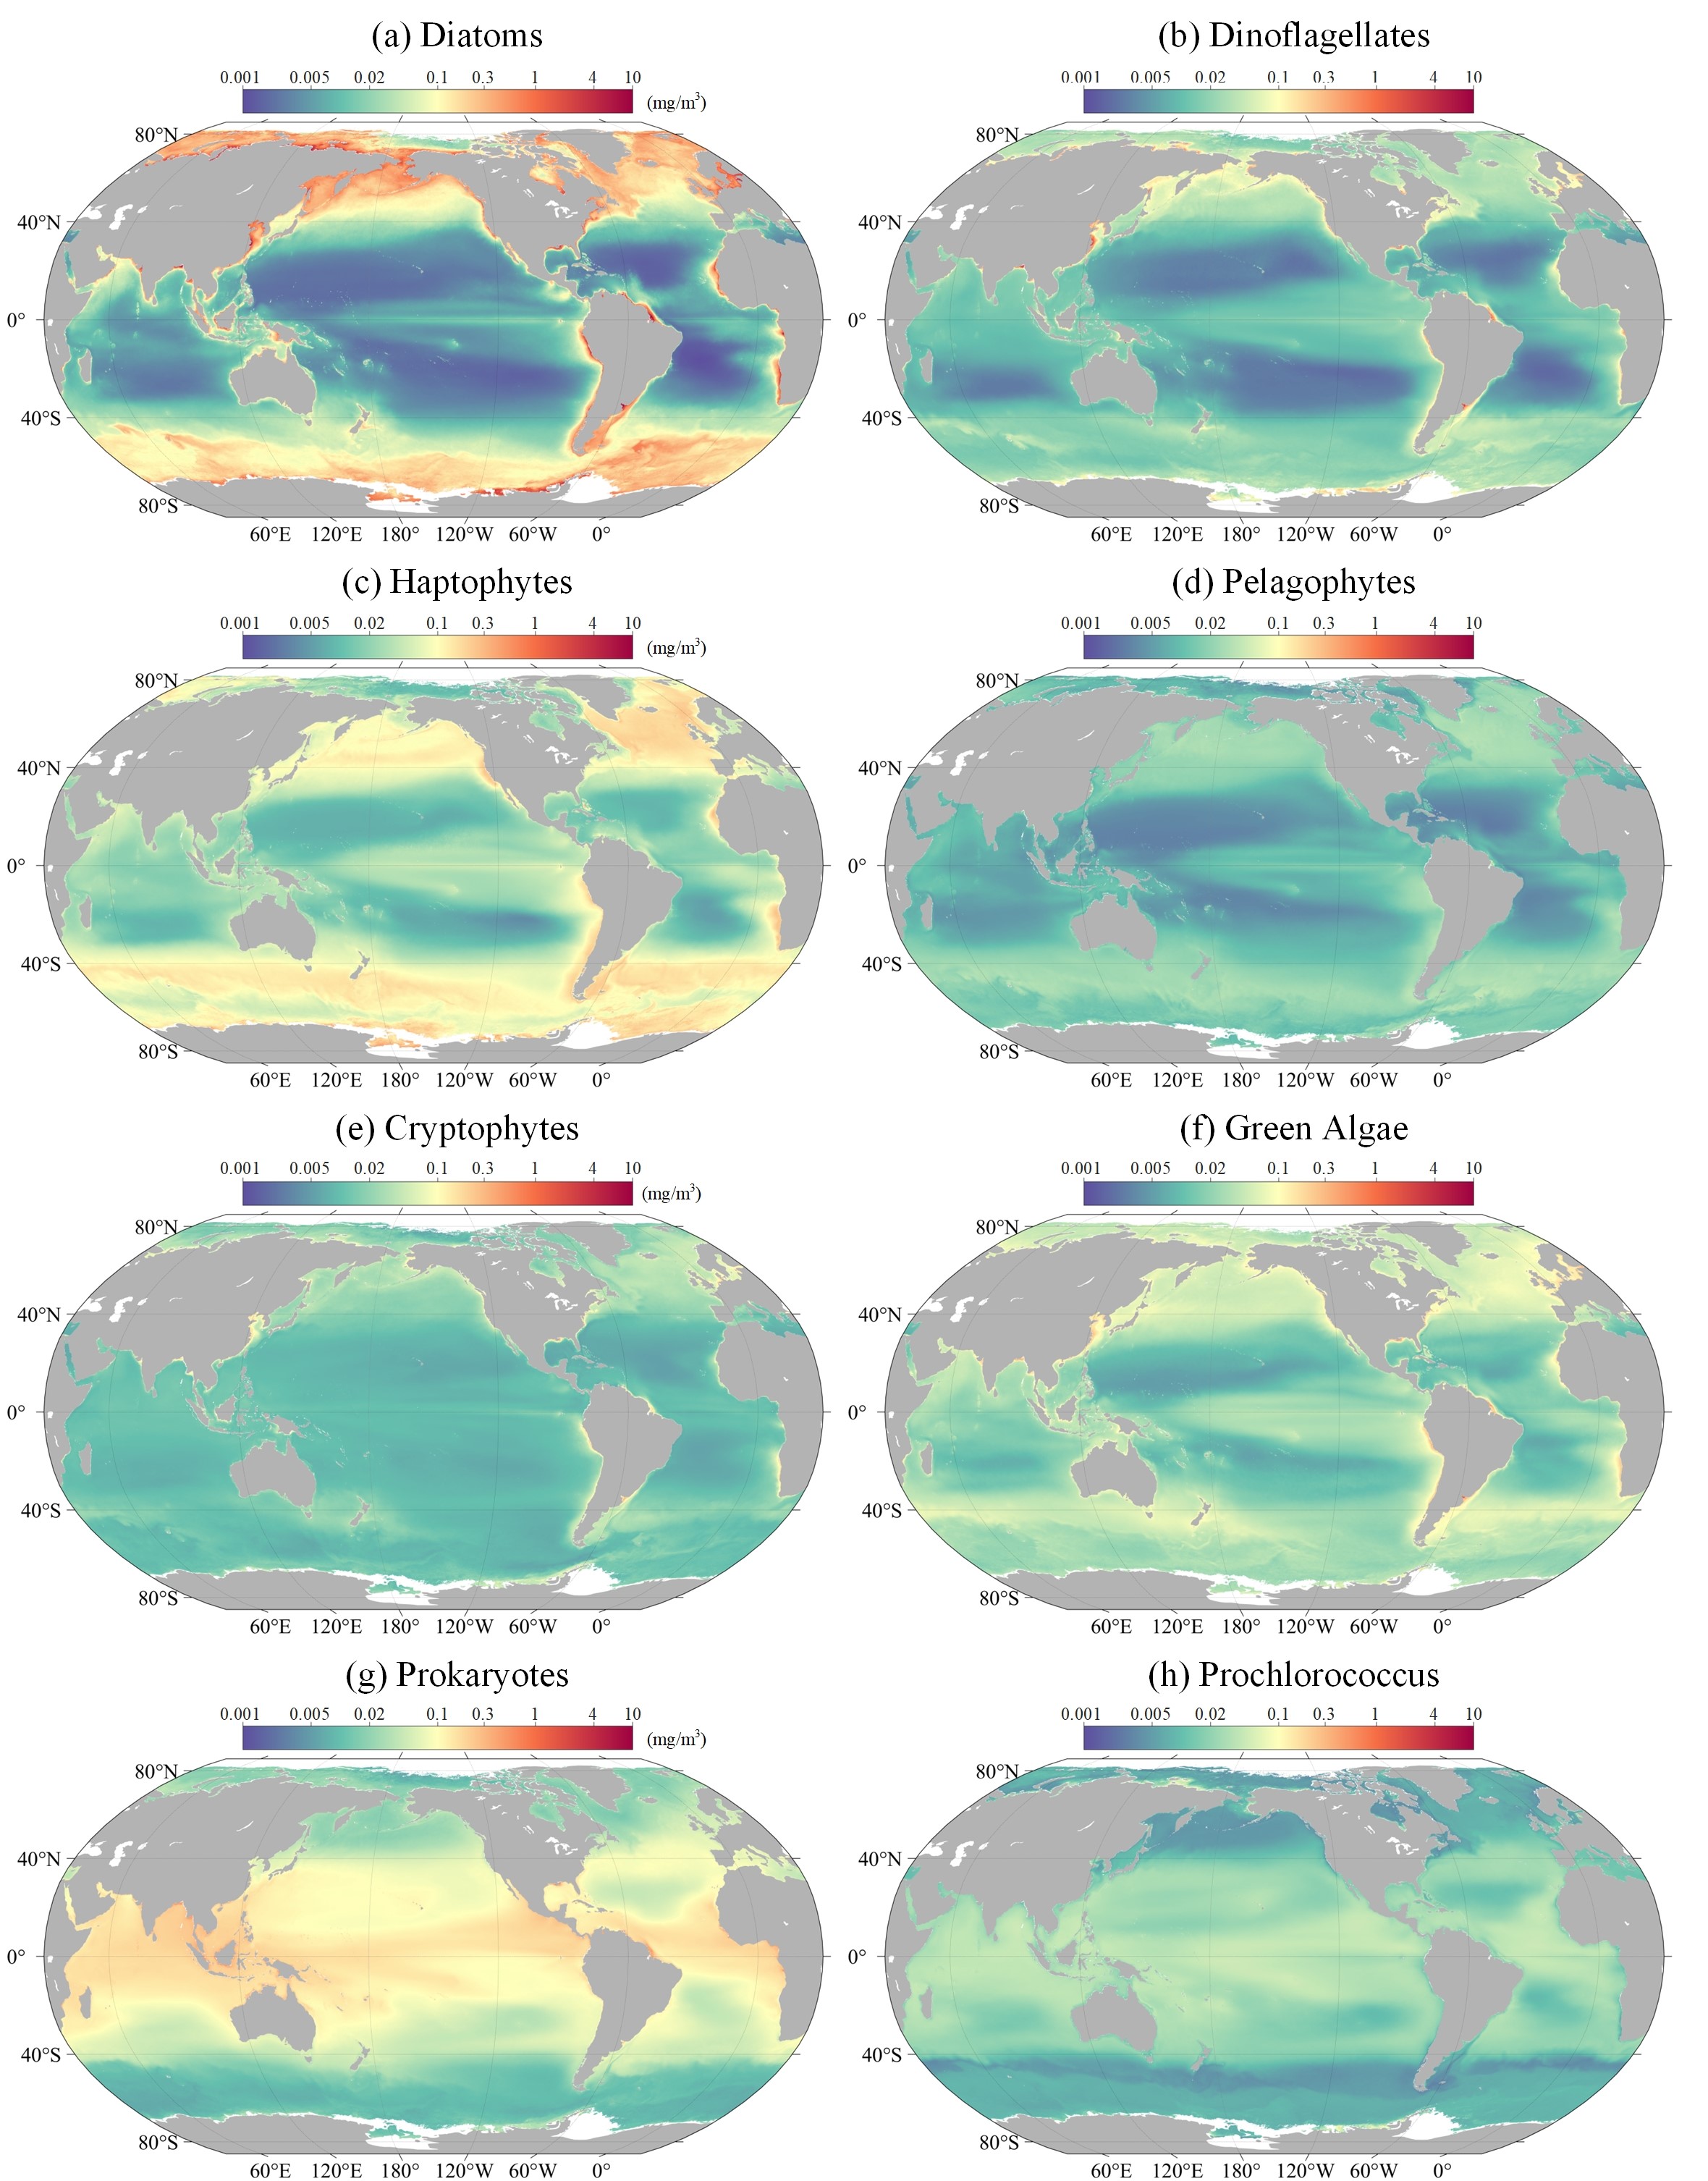 (a) Diatoms
(b) Dinoflagellates
0.001 0.005 0.02 0.1 0.3 1 4 10 (mg/m³)
0.001 0.005 0.02 0.1 0.3 1 4 10
80°N
40°N
0°
40°S
80°S
60°E 120°E 180° 120°W 60°W 0°
80°N
40°N
0°
40°S
80°S
60°E 120°E 180° 120°W 60°W 0°
(c) Haptophytes
(d) Pelagophytes
0.001 0.005 0.02 0.1 0.3 1 4 10 (mg/m³)
0.001 0.005 0.02 0.1 0.3 1 4 10
80°N
40°N
0°
40°S
80°S
60°E 120°E 180° 120°W 60°W 0°
80°N
40°N
0°
40°S
80°S
60°E 120°E 180° 120°W 60°W 0°
(e) Cryptophytes
(f) Green Algae
0.001 0.005 0.02 0.1 0.3 1 4 10 (mg/m³)
0.001 0.005 0.02 0.1 0.3 1 4 10
80°N
40°N
0°
40°S
80°S
60°E 120°E 180° 120°W 60°W 0°
80°N
40°N
0°
40°S
80°S
60°E 120°E 180° 120°W 60°W 0°
(g) Prokaryotes
(h) Prochlorococcus
0.001 0.005 0.02 0.1 0.3 1 4 10 (mg/m³)
0.001 0.005 0.02 0.1 0.3 1 4 10
80°N
40°N
0°
40°S
80°S
60°E 120°E 180° 120°W 60°W 0°
80°N
40°N
0°
40°S
80°S
60°E 120°E 180° 120°W 60°W 0°